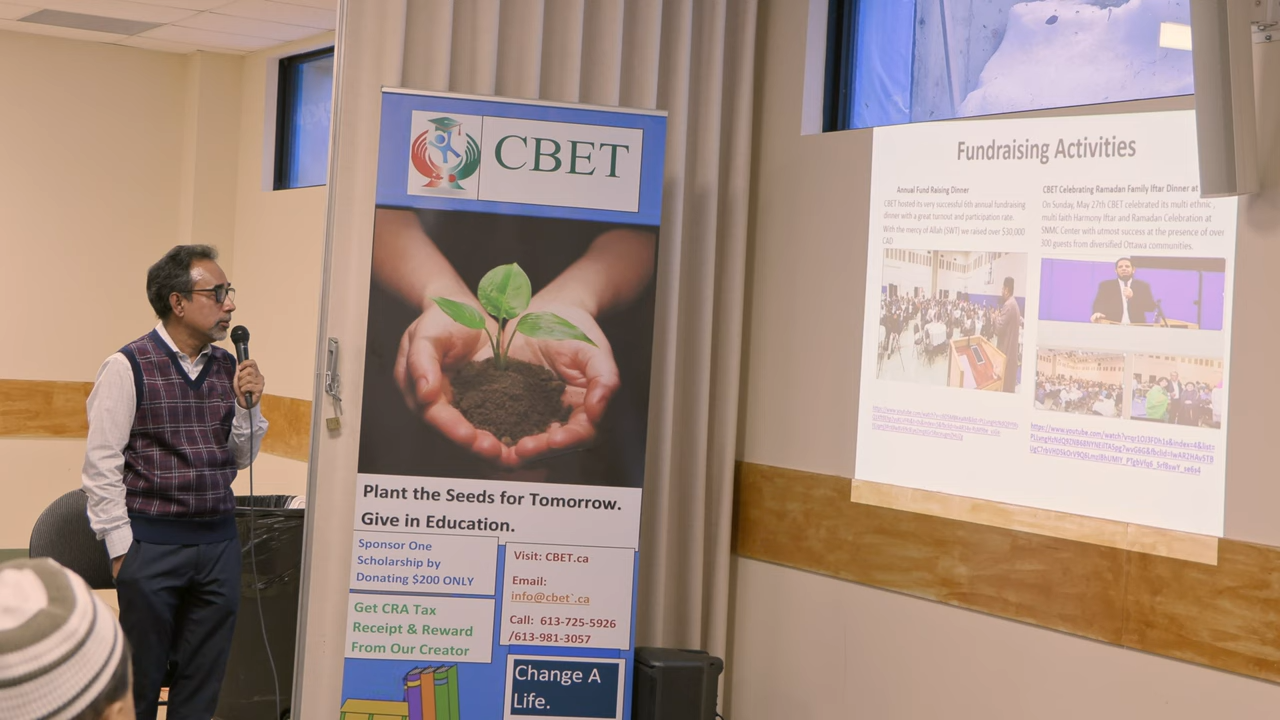 CBET
Plant the Seeds for Tomorrow.
Give in Education.
Sponsor One
Scholarship by
Donating $200 ONLY
Get CRA Tax
Receipt & Reward
From Our Creator
Visit: CBET.ca
Email:
info@cbet`.ca
Call: 613-725-5926
/613-981-3057
Change A
Life.
Fundraising Activities
Annual Fund Raising Dinner
CBET hosted its very successful 6th annual fundraising
dinner with a great turnout and participation rate.
With the mercy of Allah (SWT) we raised over $30,000
CAD
CBET Celebrating Ramadan Family Iftar Dinner at
On Sunday, May 27th CBET celebrated its multi ethnic ,
multi faith Harmony Iftar and Ramadan Celebration at
SNMC Center with utmost success at the presence of over
300 guests from diversified Ottawa communities.